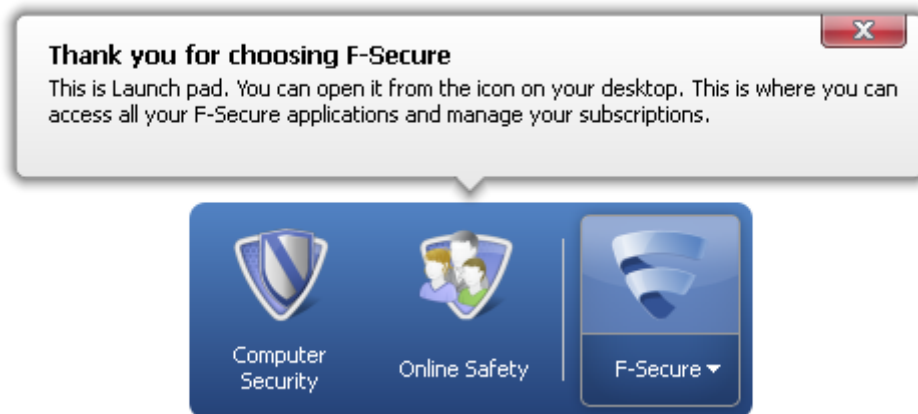 Thank you for choosing F-Secure
This is Launch pad. You can open it from the icon on your desktop. This is where you can
access all your F-Secure applications and manage your subscriptions.
Computer
Security
Online Safety
F-Secure